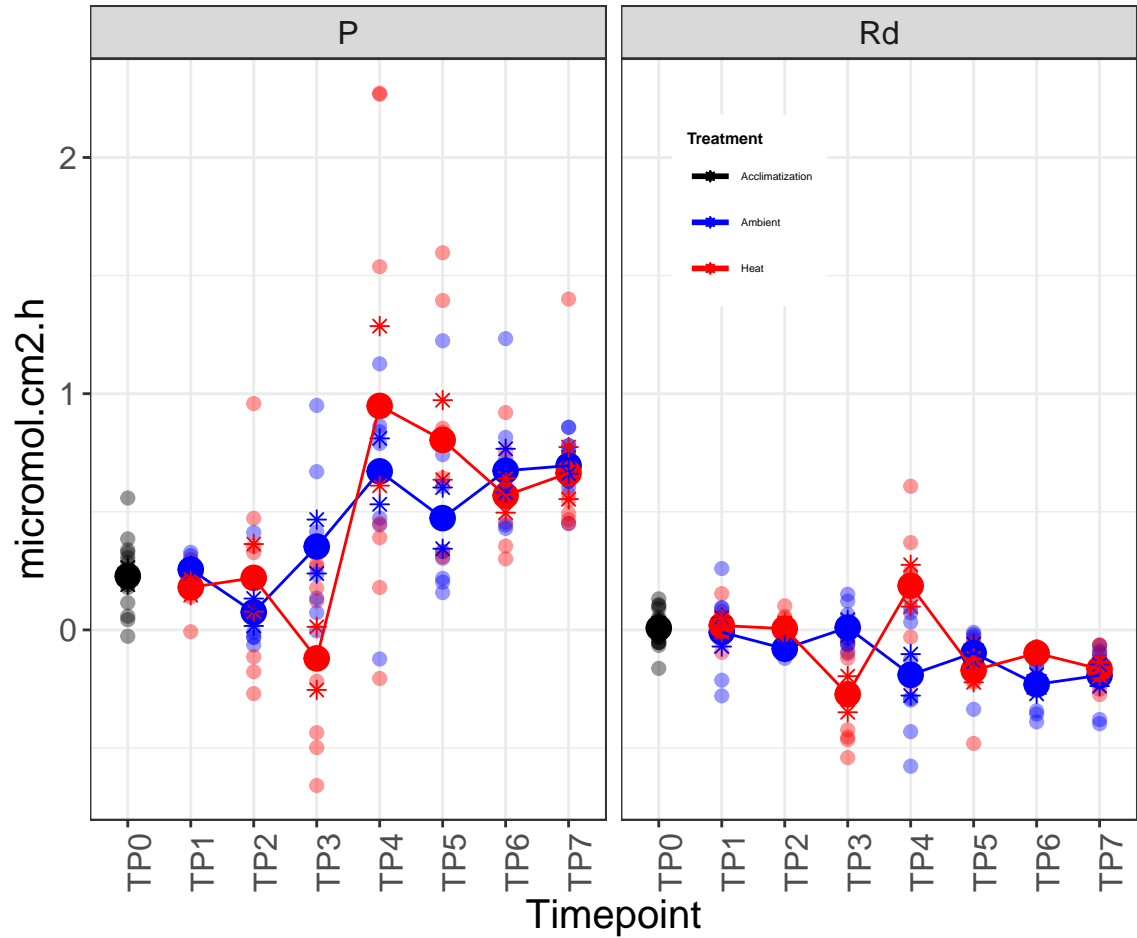 P
Rd
micromol.cm2.h
2
1
0
Treatment
Acclimatization
Ambient
Heat
TP0 TP1 TP2 TP3 TP4 TP5 TP6 TP7
TP0 TP1 TP2 TP3 TP4 TP5 TP6 TP7
Timepoint